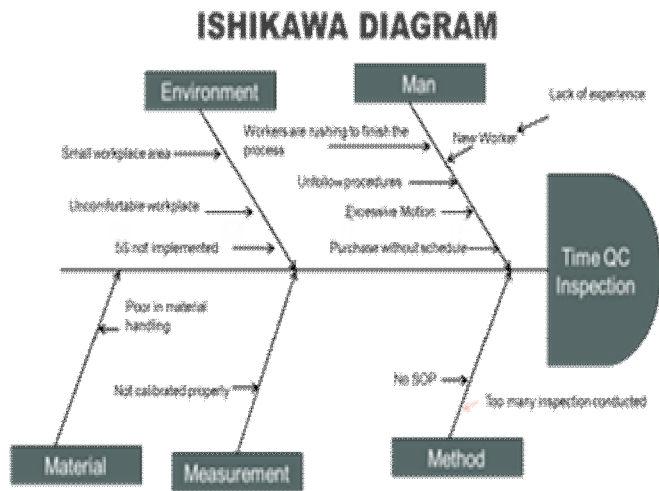 ISHIKAWA DIAGRAM
Environment
Man
Lack of experience
Workers are rushing to finish the
process
New Worker
Small workplace area
Unfollow procedures
Uncomfortable workplace
Excessive Motion
5S not implemented
Purchase without schedule
Time QC
Inspection
Poor in material
handling
Not calibrated properly
No SOP
Too many inspection conducted
Material
Measurement
Method